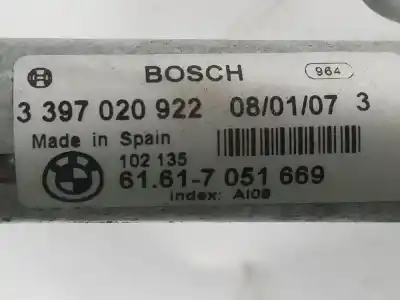 BOSCH 964
3 397 020 922 08/01/07 3
Made in Spain
102 135
61.61-7 051 669
Index: AI08